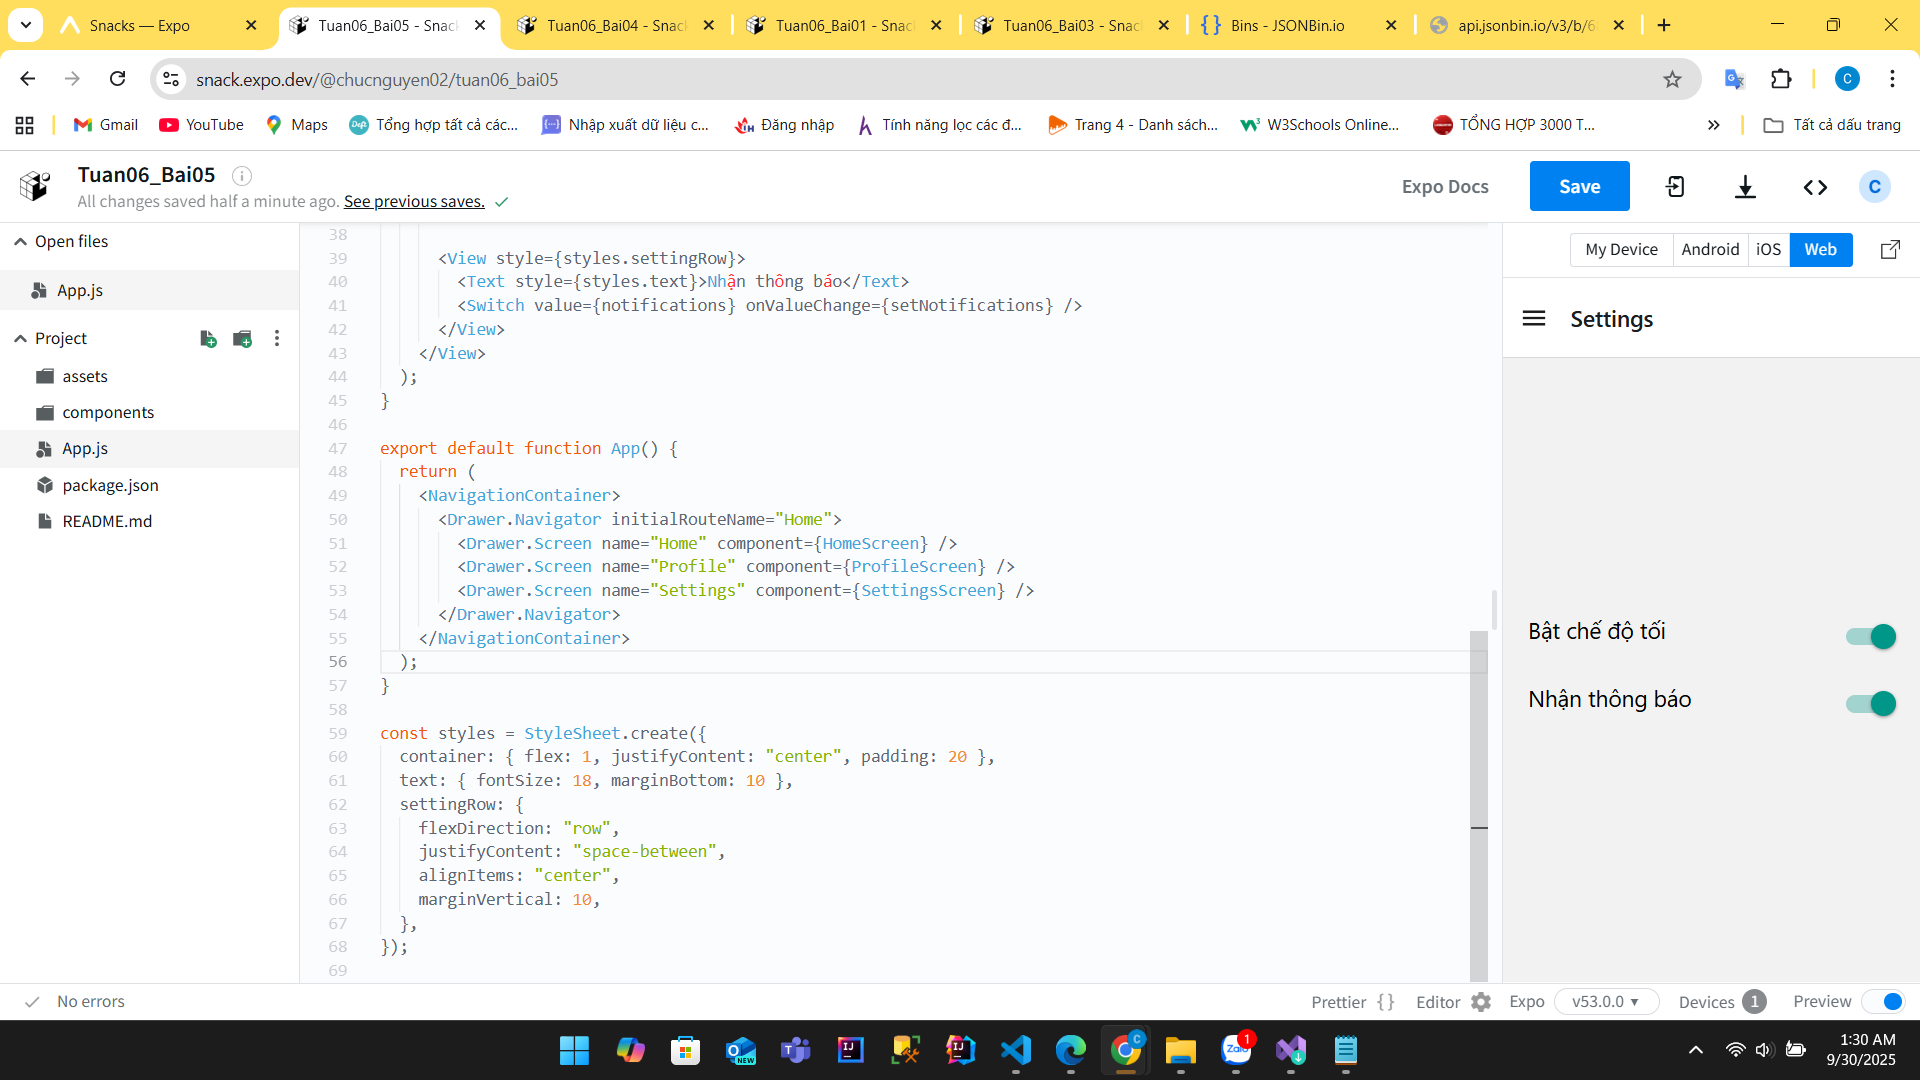 Snacks — Expo
Tuan06_Bai05 - Snac
Tuan06_Bai04 - Snac
Tuan06_Bai01 - Snac
Tuan06_Bai03 - Snac
Bins - JSONBin.io
api.jsonbin.io/v3/b/6
snack.expo.dev/@chucnguyen02/tuan06_bai05
C
Gmail
YouTube
Maps
Tổng hợp tất cả các...
Nhập xuất dữ liệu c...
Đăng nhập
Tính năng lọc các đ...
Trang 4 - Danh sách...
W3Schools Online...
TỔNG HỢP 3000 T...
Tất cả dấu trang
Tuan06_Bai05
All changes saved half a minute ago. See previous saves.
Expo Docs
Save
C
Open files
App.js
Project
assets
components
App.js
package.json
README.md
38
39 <View style={styles.settingRow}>
40 <Text style={styles.text}>Nhận thông báo</Text>
41 <Switch value={notifications} onValueChange={setNotifications} />
42 </View>
43 </View>
44 );
45 }
46
47 export default function App() {
48 return (
49 <NavigationContainer>
50 <Drawer.Navigator initialRouteName="Home">
51 <Drawer.Screen name="Home" component={HomeScreen} />
52 <Drawer.Screen name="Profile" component={ProfileScreen} />
53 <Drawer.Screen name="Settings" component={SettingsScreen} />
54 </Drawer.Navigator>
55 </NavigationContainer>
56 );
57 }
58
59 const styles = StyleSheet.create({
60 container: { flex: 1, justifyContent: "center", padding: 20 },
61 text: { fontSize: 18, marginBottom: 10 },
62 settingRow: {
63 flexDirection: "row",
64 justifyContent: "space-between",
65 alignItems: "center",
66 marginVertical: 10,
67 },
68 });
69
My Device
Android
iOS
Web
Settings
Bật chế độ tối
Nhận thông báo
No errors
Prettier {}
Editor
Expo
v53.0.0
Devices 1
Preview
NEW
IJ
IJ
C
Zalo
1
1:30 AM
9/30/2025